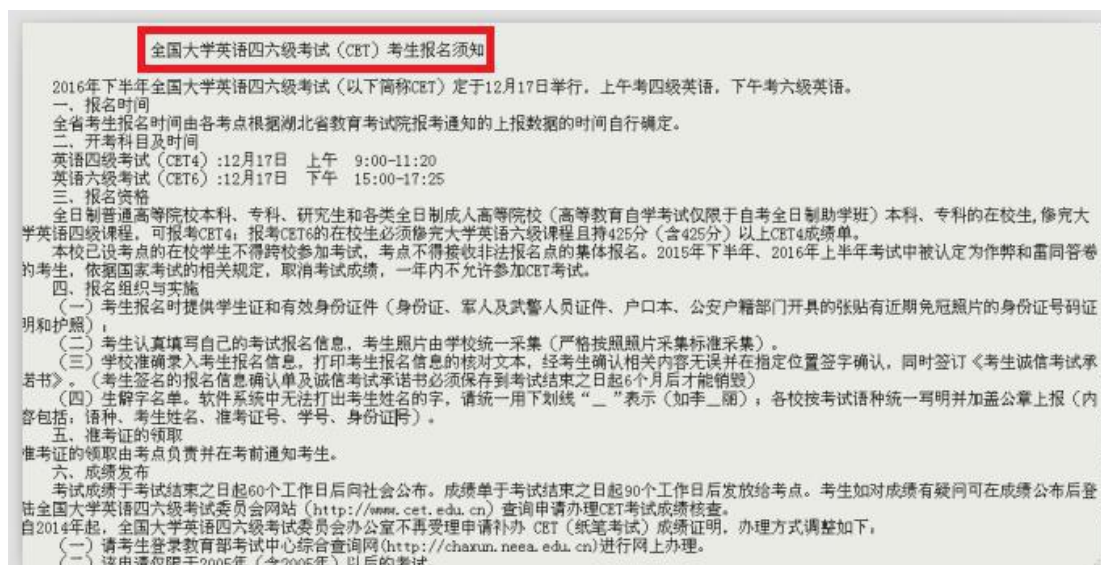 全国大学英语四六级考试（CET）考生报名须知
2016年下半年全国大学英语四六级考试（以下简称CET）定于12月17日举行，上午考四级英语，下午考六级英语。
一、报名时间
全省考生报名时间由各考点根据湖北省教育考试院报考通知的上报数据的时间自行确定。
二、开考科目及时间
英语四级考试（CET4）:12月17日　上午　9:00-11:20
英语六级考试（CET6）:12月17日　下午　15:00-17:25
三、报名资格
全日制普通高等院校本科、专科、研究生和各类全日制成人高等院校（高等教育自学考试仅限于自考全日制助学班）本科、专科的在校生,修完大
学英语四级课程，可报考CET4；报考CET6的在校生必须修完大学英语六级课程且持425分（含425分）以上CET4成绩单。
本校已设考点的在校学生不得跨校参加考试，考点不得接收非法报名点的集体报名。2015年下半年、2016年上半年考试中被认定为作弊和雷同答卷
的考生，依据国家考试的相关规定，取消考试成绩，一年内不允许参加CET考试。
四、报名组织与实施
（一）考生报名时提供学生证和有效身份证件（身份证、军人及武警人员证件、户口本、公安户籍部门开具的张贴有近期免冠照片的身份证号码证
明和护照）；
（二）考生认真填写自己的考试报名信息，考生照片由学校统一采集（严格按照照片采集标准采集）。
（三）学校准确录入考生报名信息，打印考生报名信息的核对文本，经考生确认相关内容无误并在指定位置签字确认，同时签订《考生诚信考试承
诺书》。（考生签名的报名信息确认单及诚信考试承诺书必须保存到考试结束之日起6个月后才能销毁）
（四）生僻字名单。软件系统中无法打出考生姓名的字，请统一用下划线“_ ”表示（如李_丽）；各校按考试语种统一写明并加盖公章上报（内
容包括：语种、考生姓名、准考证号、学号、身份证号）。
五、准考证的领取
准考证的领取由考点负责并在考前通知考生。
六、成绩发布
考试成绩于考试结束之日起60个工作日后向社会公布。成绩单于考试结束之日起90个工作日后发放给考点。考生如对成绩有疑问可在成绩公布后登
陆全国大学英语四六级考试委员会网站（http://www.cet.edu.cn）查询申请办理CET考试成绩核查。
自2014年起，全国大学英语四六级考试委员会办公室不再受理申请补办 CET（纸笔考试）成绩证明，办理方式调整如下：
（一）请考生登录教育部考试中心综合查询网(http://chaxun.neea.edu.cn)进行网上办理。
（二）该申请仅限于2005年（含2005年）以后的考试